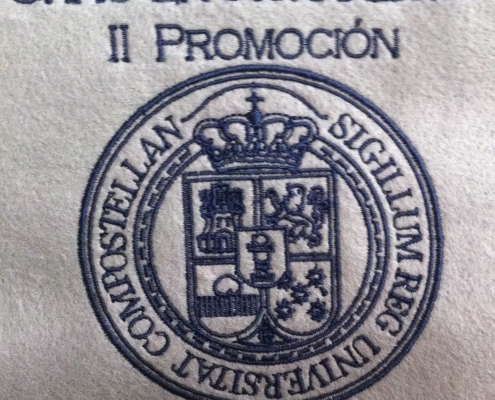 II PROMOCIÓN
SIGILLUM REG UNIVERSITAT COMPOSTELLAN